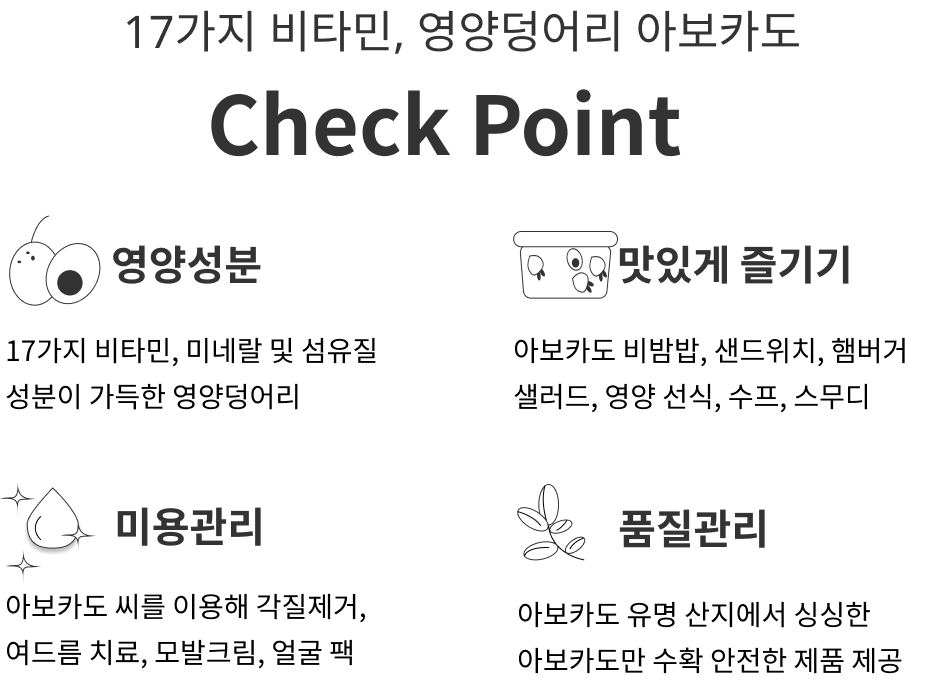 17가지 비타민, 영양덩어리 아보카도
Check Point
영양성분
17가지 비타민, 미네랄 및 섬유질
성분이 가득한 영양덩어리
맛있게 즐기기
아보카도 비밤밥, 샌드위치, 햄버거
샐러드, 영양 선식, 수프, 스무디
미용관리
아보카도 씨를 이용해 각질제거,
여드름 치료, 모발크림, 얼굴 팩
품질관리
아보카도 유명 산지에서 싱싱한
아보카도만 수확 안전한 제품 제공